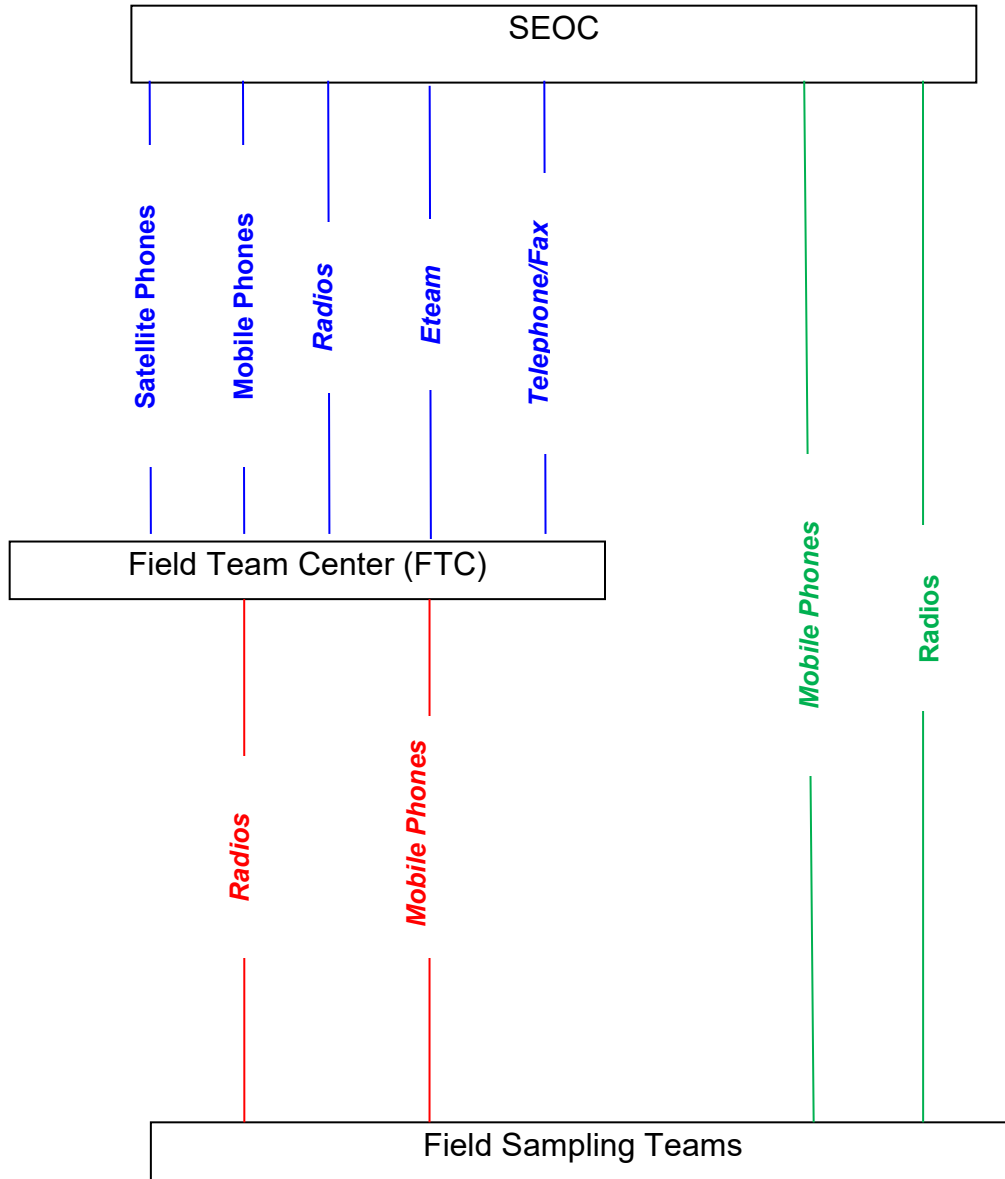 SEOC
Satellite Phones
Mobile Phones
Radios
Eteam
Telephone/Fax
Mobile Phones
Radios
Field Team Center (FTC)
Radios
Mobile Phones
Field Sampling Teams